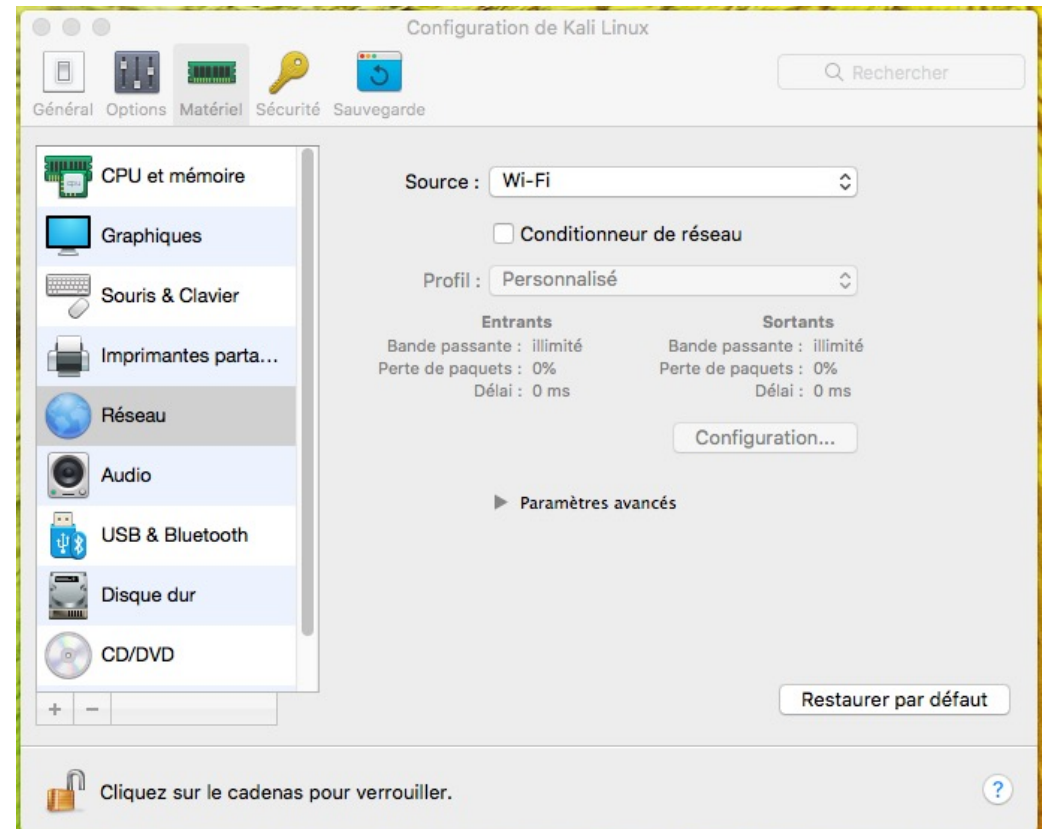 Configuration de Kali Linux
Général Options Matériel Sécurité Sauvegarde
Rechercher
CPU et mémoire
Graphiques
Souris & Clavier
Imprimantes parta...
Réseau
Audio
USB & Bluetooth
Disque dur
CD/DVD
+ −
Source : Wi-Fi
Conditionneur de réseau
Profil : Personnalisé
Entrants Sortants
Bande passante : illimité Bande passante : illimité
Perte de paquets : 0% Perte de paquets : 0%
Délai : 0 ms Délai : 0 ms
Configuration...
Paramètres avancés
Restaurer par défaut
Cliquez sur le cadenas pour verrouiller.
?